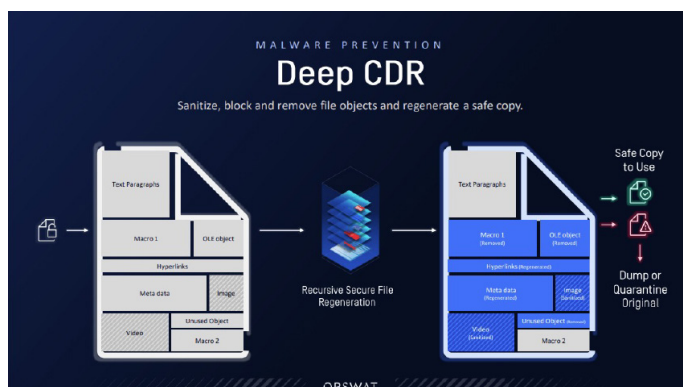 MALWARE PREVENTION
Deep CDR
Sanitize, block and remove file objects and regenerate a safe copy.
Text Paragraphs
Macro 1
OLE object
Hyperlinks
Meta data
Image
Video
Unused Object
Macro 2
Recursive Secure File
Regeneration
Text Paragraphs
Macro 1
(Removed)
OLE object
(Removed)
Hyperlinks (Regenerated)
Meta data
(Regenerated)
Image
(Sanitized)
Video
(Sanitized)
Unused Object (Removed)
Macro 2
Safe Copy
to Use
Dump or
Quarantine
Original
OPSWAT